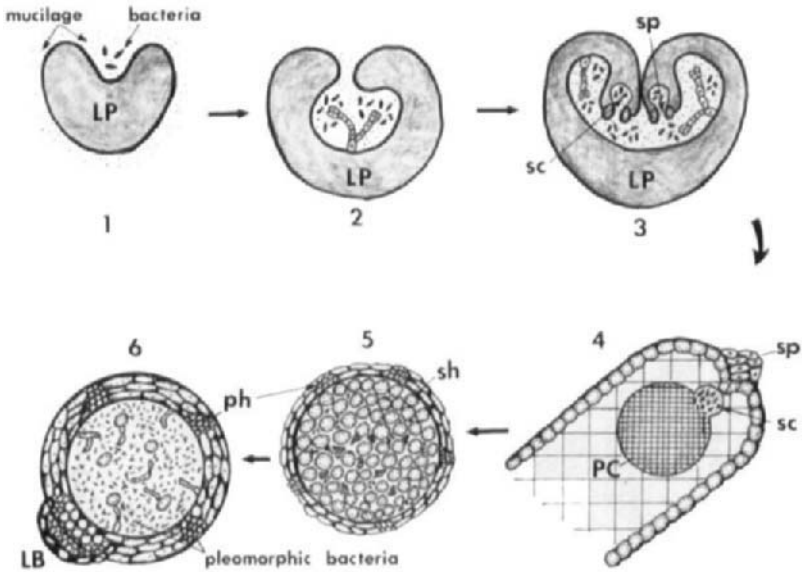 mucilage bacteria
LP
1
LP
2
sp
sc
LP
3
6
ph
LB
pleomorphic bacteria
5
sh
4
sp
sc
PC